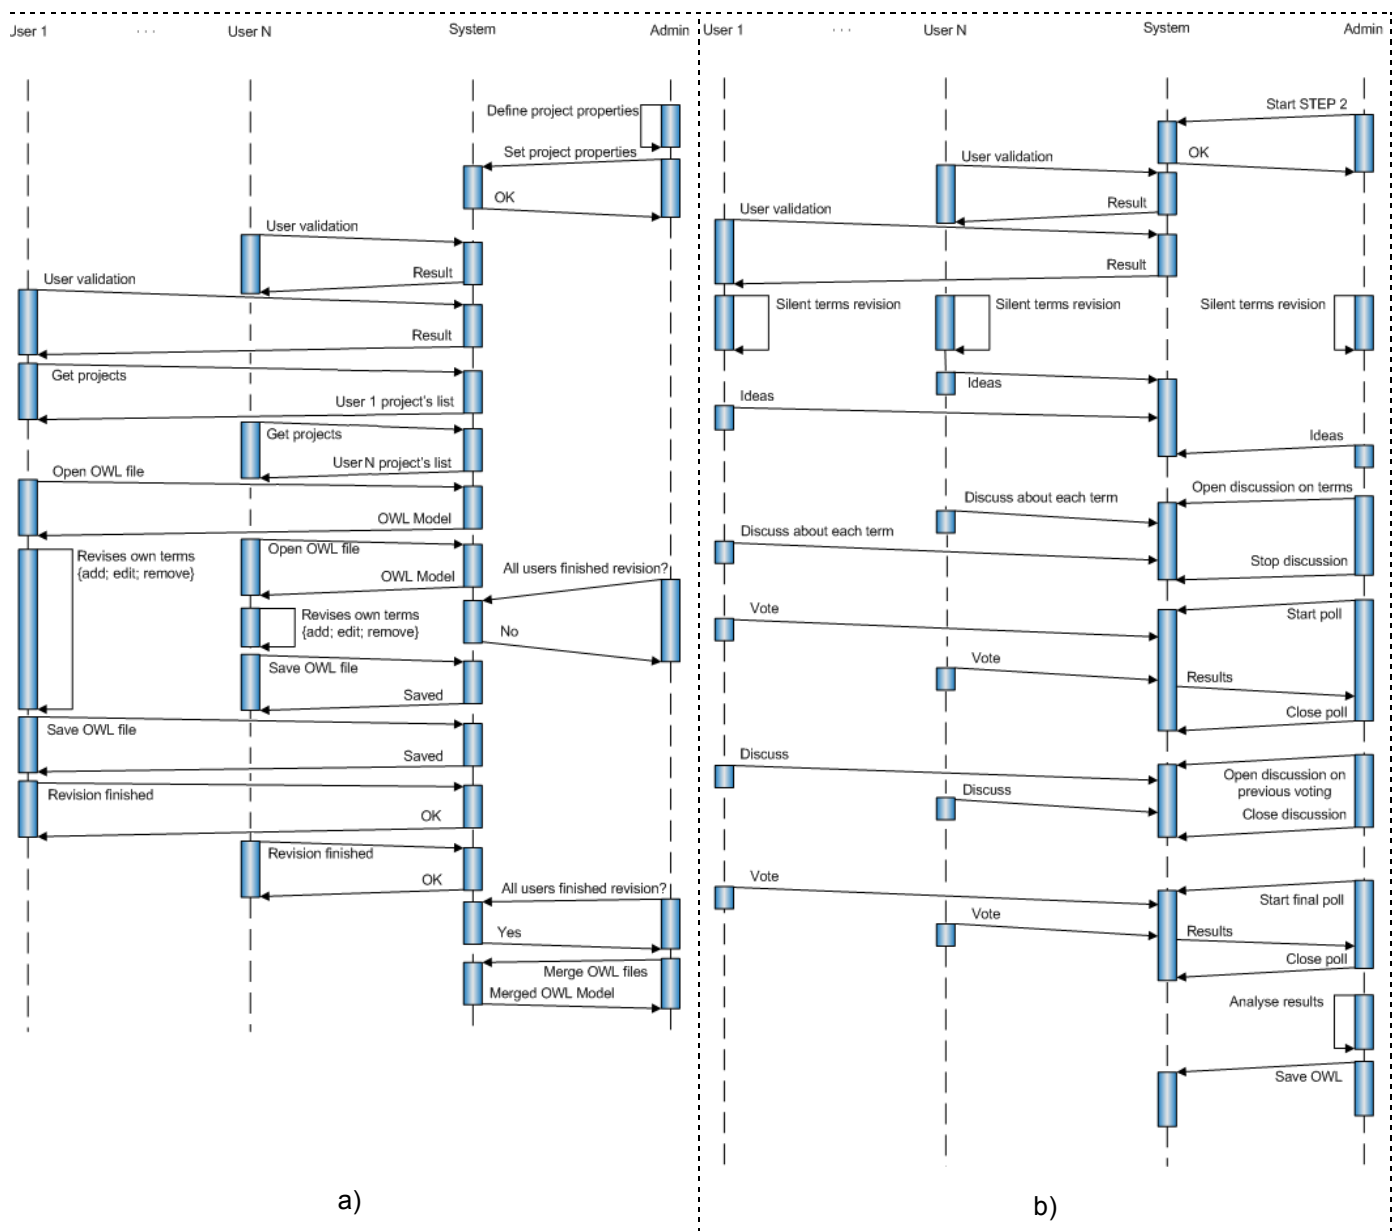 User 1
. . .
User N
System
Admin
Define project properties
Set project properties
OK
User validation
Result
User validation
Result
Get projects
User 1 project's list
Get projects
User N project's list
Open OWL file
OWL Model
Open OWL file
Revises own terms
{add; edit; remove}
OWL Model
All users finished revision?
Revises own terms
{add; edit; remove}
No
Save OWL file
Saved
Save OWL file
Saved
Revision finished
OK
Revision finished
OK
All users finished revision?
Yes
Merge OWL files
Merged OWL Model
a)
User 1
. . .
User N
System
Admin
Start STEP 2
OK
User validation
Result
User validation
Result
Silent terms revision
Silent terms revision
Silent terms revision
Ideas
Ideas
Ideas
Open discussion on terms
Discuss about each term
Discuss about each term
Stop discussion
Vote
Start poll
Vote
Results
Close poll
Discuss
Open discussion on
previous voting
Discuss
Close discussion
Vote
Start final poll
Vote
Results
Close poll
Analyse results
Save OWL
b)